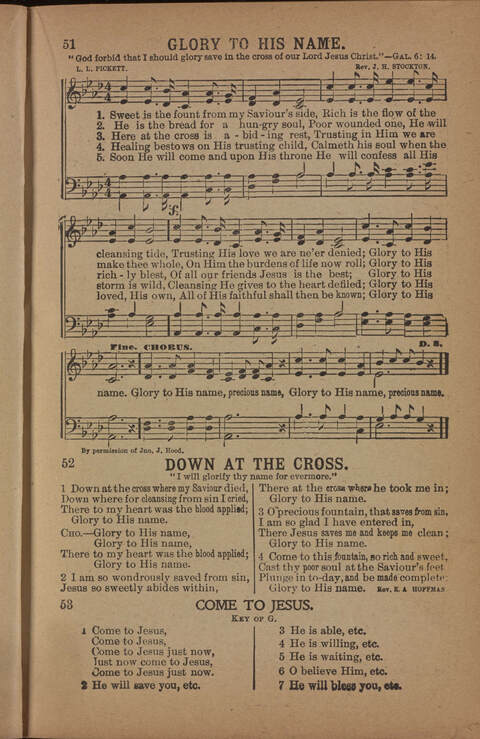 51 GLORY TO HIS NAME.
"God forbid that I should glory save in the cross of our Lord Jesus Christ."—GAL. 6: 14.
L. L. PICKETT. Rev. J. H. STOCKTON.
1. Sweet is the fount from my Saviour's side, Rich is the flow of the
2. He is the bread for a hun-gry soul, Poor wounded one, He will
3. Here at the cross is a - bid - ing rest, Trusting in Him we are
4. Healing bestows on His trusting child, Calmeth his soul when the
5. Soon He will come and upon His throne He will confess all His
cleansing tide, Trusting His love we are ne'er denied; Glory to His
make thee whole, On Him the burdens of life now roll; Glory to His
rich - ly blest, Of all our friends Jesus is the best; Glory to His
storm is wild, Cleansing He gives to the heart defiled; Glory to His
loved, His own, All of His faithful shall then be known; Glory to His
Fine. CHORUS. D. S.
name. Glory to His name, precious name, Glory to His name, precious name.
By permission of Jno. J. Hood.
52 DOWN AT THE CROSS.
"I will glorify thy name for evermore."
1 Down at the cross where my Saviour died,
Down where for cleansing from sin I cried,
There to my heart was the blood applied;
Glory to His name.
CHO.—Glory to His name,
Glory to His name,
There to my heart was the blood applied;
Glory to His name.
2 I am so wondrously saved from sin,
Jesus so sweetly abides within,
There at the cross where he took me in;
Glory to His name.
3 O precious fountain, that saves from sin,
I am so glad I have entered in,
There Jesus saves me and keeps me clean;
Glory to His name.
4 Come to this fountain, so rich and sweet,
Cast thy poor soul at the Saviour's feet
Plunge in to-day, and be made complete:
Glory to His name. Rev. E. A HOFFMAN
53 COME TO JESUS.
KEY OF G.
1 Come to Jesus,
Come to Jesus,
Come to Jesus just now,
Just now come to Jesus,
Come to Jesus just now.
2 He will save you, etc.
3 He is able, etc.
4 He is willing, etc.
5 He is waiting, etc.
6 O believe Him, etc.
7 He will bless you, etc.